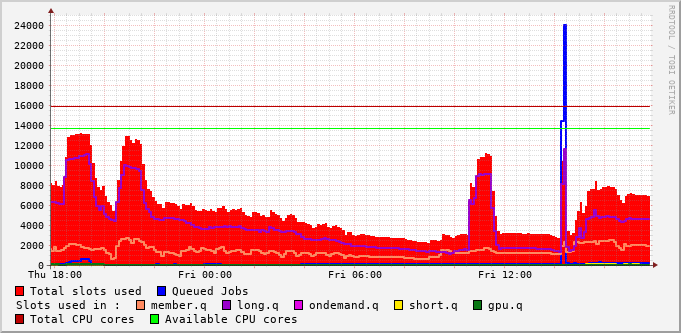 RRDTOOL / TOBI OETIKER
24000
22000
20000
18000
16000
14000
12000
10000
8000
6000
4000
2000
0
Thu 18:00 Fri 00:00 Fri 06:00 Fri 12:00
Total slots used Queued Jobs
Slots used in : member.q long.q ondemand.q short.q gpu.q
Total CPU cores Available CPU cores